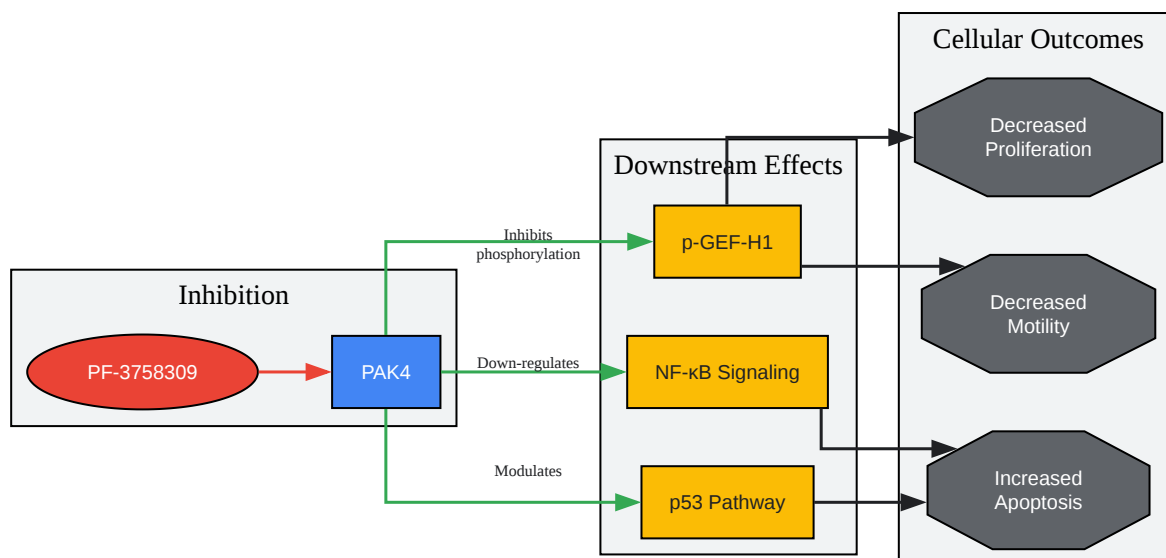 Cellular Outcomes
Decreased
Proliferation
Downstream Effects
Inhibits
phosphorylation
p-GEF-H1
Inhibition
Decreased
Motility
PF-3758309
PAK4
Down-regulates
NF-κB Signaling
Modulates
p53 Pathway
Increased
Apoptosis